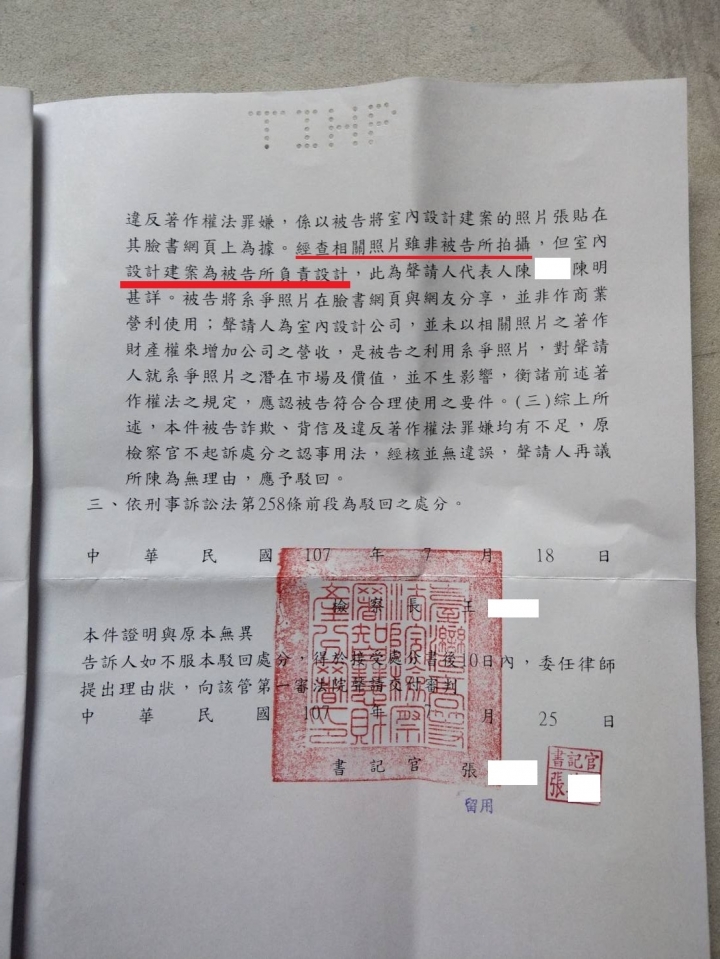 TIHP
違反著作權法罪嫌，係以被告將室內設計建案的照片張貼在
其臉書網頁上為據。經查相關照片雖非被告所拍攝，但室內
設計建案為被告所負責設計，此為聲請人代表人陳 陳明
甚詳。被告將系爭照片在臉書網頁與網友分享，並非作商業
營利使用；聲請人為室內設計公司，並未以相關照片之著作
財產權來增加公司之營收，是被告之利用系爭照片，對聲請
人就系爭照片之潛在市場及價值，並不生影響，衡諸前述著
作權法之規定，應認被告符合合理使用之要件。(三)綜上所
述，本件被告詐欺、背信及違反著作權法罪嫌均有不足，原
檢察官不起訴處分之認事用法，經核並無違誤，聲請人再議
所陳為無理由，應予駁回。
三、依刑事訴訟法第258條前段為駁回之處分。
中 華 民 國 107 年 7 月 18 日
檢 察 長 王
本件證明與原本無異
告訴人如不服本駁回處分，得於接受處分書後10日內，委任律師
提出理由狀，向該管第一審法院聲請交付審判
中 華 民 國 107 年 7 月 25 日
書 記 官 張
書記官
張
留用